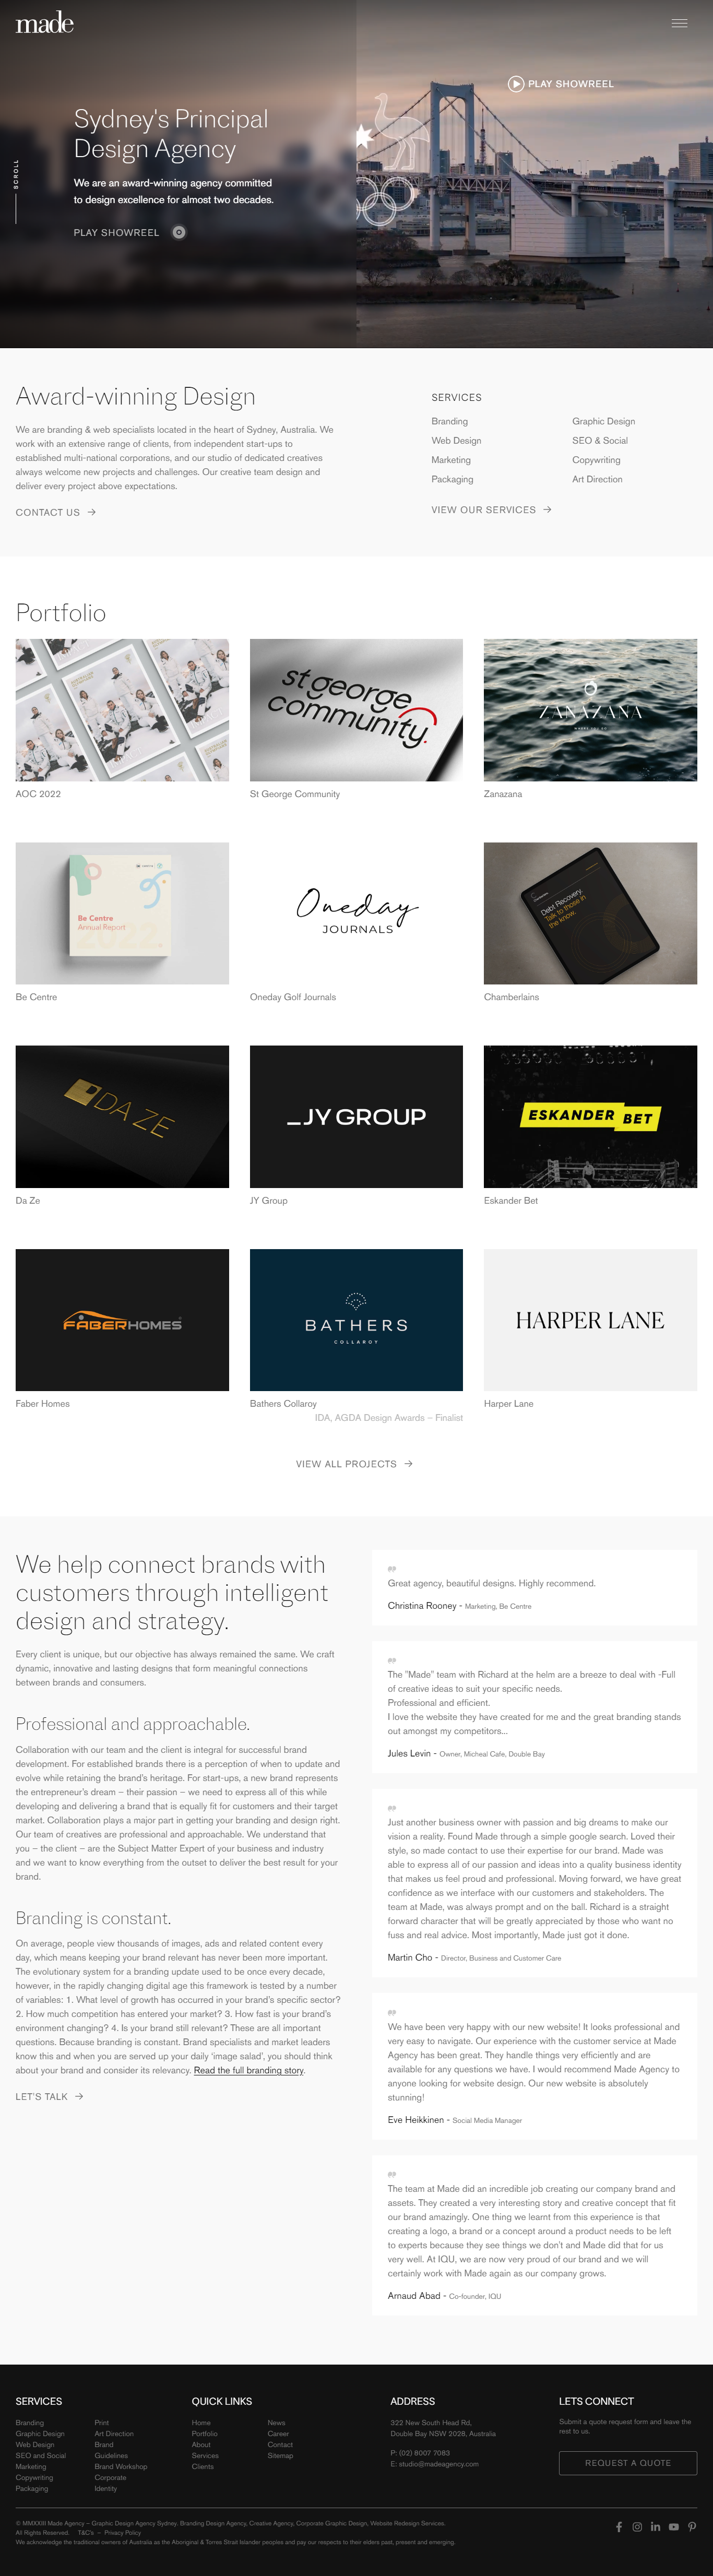 made
PLAY SHOWREEL
Sydney's Principal
Design Agency
We are an award-winning agency committed
to design excellence for almost two decades.
SCROLL
PLAY SHOWREEL
Award-winning Design
We are branding & web specialists located in the heart of Sydney, Australia. We
work with an extensive range of clients, from independent start-ups to
established multi-national corporations, and our studio of dedicated creatives
always welcome new projects and challenges. Our creative team design and
deliver every project above expectations.
CONTACT US →
SERVICES
Branding
Graphic Design
Web Design
SEO & Social
Marketing
Copywriting
Packaging
Art Direction
VIEW OUR SERVICES →
Portfolio
st george
community.
ZANAZANA
AOC 2022
St George Community
Zanazana
Be Centre
Annual Report
Oneday
JOURNALS
Debt Recovery.
Talk to those in
the know.
Be Centre
Oneday Golf Journals
Chamberlains
DA ZE
_JY GROUP
ESKANDER BET
Da Ze
JY Group
Eskander Bet
FABERHOMES
BATHERS
COLLAROY
HARPER LANE
Faber Homes
Bathers Collaroy
IDA, AGDA Design Awards – Finalist
Harper Lane
VIEW ALL PROJECTS →
We help connect brands with
customers through intelligent
design and strategy.
Every client is unique, but our objective has always remained the same. We craft
dynamic, innovative and lasting designs that form meaningful connections
between brands and consumers.
Professional and approachable.
Collaboration with our team and the client is integral for successful brand
development. For established brands there is a perception of when to update and
evolve while retaining the brand's heritage. For start-ups, a new brand represents
the entrepreneur's dream – their passion – we need to express all of this while
developing and delivering a brand that is equally fit for customers and their target
market. Collaboration plays a major part in getting your branding and design right.
Our team of creatives are professional and approachable. We understand that
you – the client – are the Subject Matter Expert of your business and industry
and we want to know everything from the outset to deliver the best result for your
brand.
Branding is constant.
On average, people view thousands of images, ads and related content every
day, which means keeping your brand relevant has never been more important.
The evolutionary system for a branding update used to be once every decade,
however, in the rapidly changing digital age this framework is tested by a number
of variables: 1. What level of growth has occurred in your brand's specific sector?
2. How much competition has entered your market? 3. How fast is your brand's
environment changing? 4. Is your brand still relevant? These are all important
questions. Because branding is constant. Brand specialists and market leaders
know this and when you are served up your daily 'image salad', you should think
about your brand and consider its relevancy. Read the full branding story.
LET'S TALK →
Great agency, beautiful designs. Highly recommend.
Christina Rooney - Marketing, Be Centre
The "Made" team with Richard at the helm are a breeze to deal with -Full
of creative ideas to suit your specific needs.
Professional and efficient.
I love the website they have created for me and the great quality stands
out amongst my competitors...
Jules Levin - Owner, Micheal Cafe, Double Bay
Just another business owner with passion and big dreams to make our
vision a reality. Found Made through a simple google search. Loved their
style, so made contact to use their expertise for our brand. Made was
able to express all of our passion and ideas into a quality business identity
that makes us feel proud and professional. Moving forward, we have great
confidence as we interface with our customers and stakeholders. The
team at Made, was always prompt and on the ball. Richard is a straight
forward character that will be greatly appreciated by those who want no
fuss and real advice. Most importantly, Made just got it done.
Martin Cho - Director, Business and Customer Care
We have been very happy with our new website! It looks professional and
very easy to navigate. Our experience with the customer service at Made
Agency has been great. They handle things very efficiently and are
available for any questions we have. I would recommend Made Agency to
anyone looking for website design. Our new website is absolutely
stunning!
Eve Heikkinen - Social Media Manager
The team at Made did an incredible job creating our company brand and
assets. They created a very interesting story and creative concept that fit
our brand amazingly. One thing we learnt from this experience is that
creating a logo, a brand or a concept around a product needs to be left
to experts because they see things we don't and Made did that for us
very well. At IQU, we are now very proud of our brand and we will
certainly work with Made again as our company grows.
Arnaud Abad - Co-founder, IQU
SERVICES
Branding
Graphic Design
Web Design
SEO and Social
Marketing
Copywriting
Packaging
Print
Art Direction
Brand
Guidelines
Brand Workshop
Corporate
Identity
QUICK LINKS
Home
Portfolio
About
Services
Clients
News
Career
Contact
Sitemap
ADDRESS
322 New South Head Rd,
Double Bay NSW 2028, Australia
P: (02) 8007 7083
E: studio@madeagency.com
LETS CONNECT
Submit a quote request form and leave the
rest to us.
REQUEST A QUOTE
© MMXXIII Made Agency – Graphic Design Agency Sydney. Branding Design Agency, Creative Agency, Corporate Graphic Design, Website Redesign Services.
All Rights Reserved. T&C's – Privacy Policy
We acknowledge the traditional owners of Australia as the Aboriginal & Torres Strait Islander peoples and pay our respects to their elders past, present and emerging.